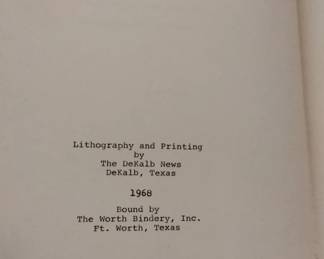 Lithography and Printing
by
The DeKalb News
DeKalb, Texas
1968
Bound by
The Worth Bindery, Inc.
Ft. Worth, Texas